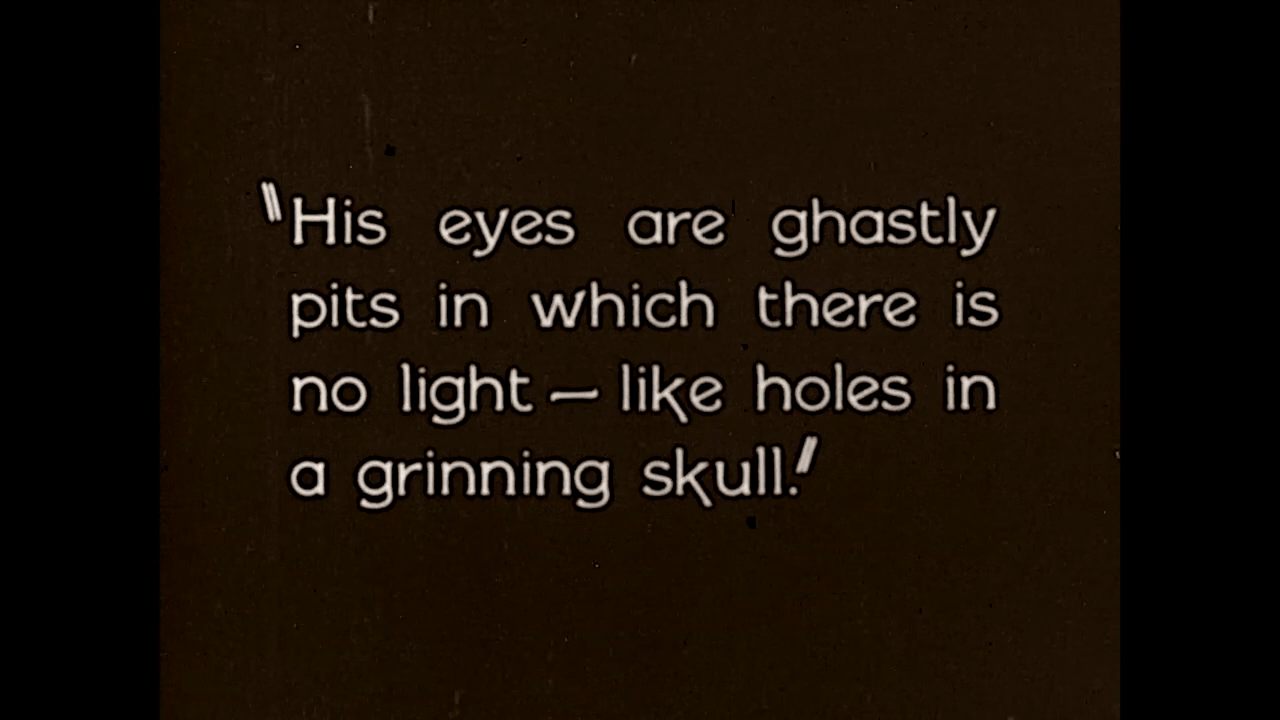 "His eyes are ghastly
pits in which there is
no light — like holes in
a grinning skull."